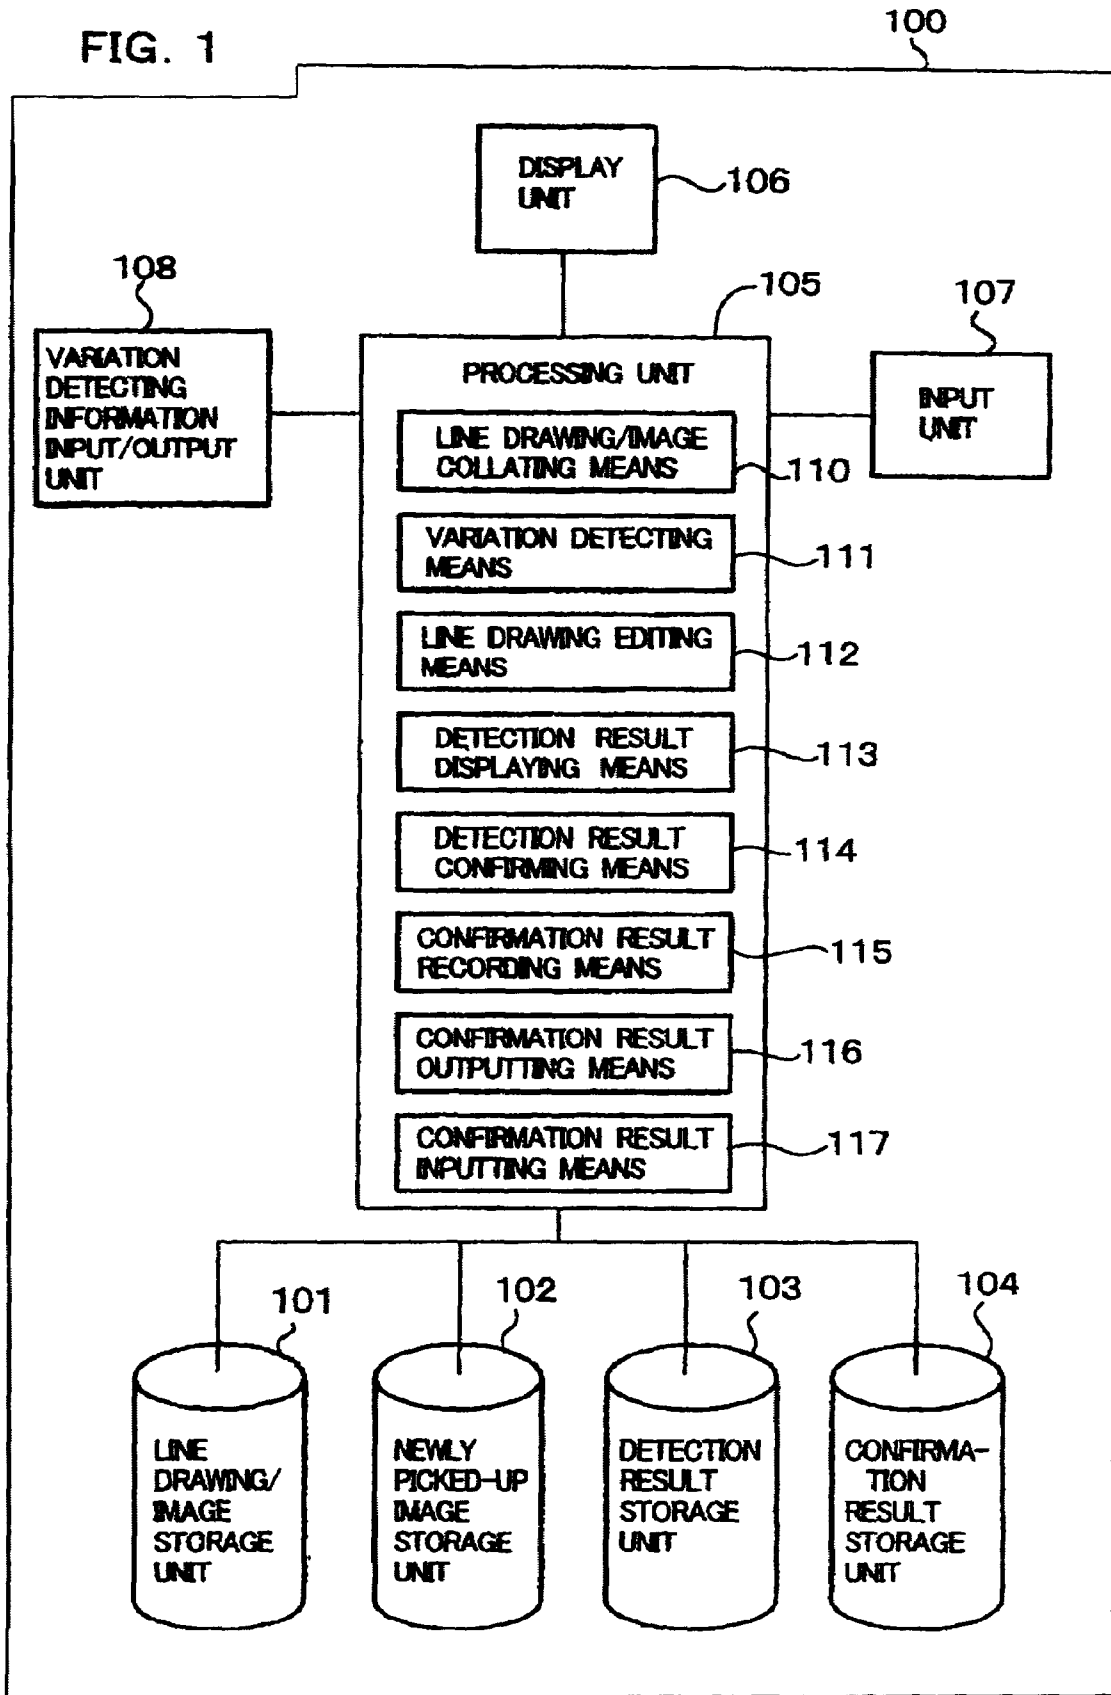 FIG. 1
100
DISPLAY
UNIT
106
108
VARIATION
DETECTING
INFORMATION
INPUT/OUTPUT
UNIT
105
107
INPUT
UNIT
PROCESSING UNIT
LINE DRAWING/IMAGE
COLLATING MEANS
110
VARIATION DETECTING
MEANS
111
LINE DRAWING EDITING
MEANS
112
DETECTION RESULT
DISPLAYING MEANS
113
DETECTION RESULT
CONFIRMING MEANS
114
CONFIRMATION RESULT
RECORDING MEANS
115
CONFIRMATION RESULT
OUTPUTTING MEANS
116
CONFIRMATION RESULT
INPUTTING MEANS
117
101
LINE
DRAWING/
IMAGE
STORAGE
UNIT
102
NEWLY
PICKED-UP
IMAGE
STORAGE
UNIT
103
DETECTION
RESULT
STORAGE
UNIT
104
CONFIRMA-
TION
RESULT
STORAGE
UNIT